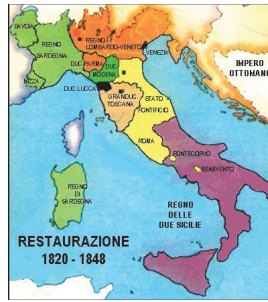 SAVOIA
REGNO
LOMBARDO-VENETO
VENEZIA
REGNO
SARDEGNA
DUC.
PARMA
DUC.
MODENA
NIZZA
DUC.LUCCA
GRANDUC.
TOSCANA
STATO
PONTIFICIO
IMPERO
OTTOMANO
ROMA
PONTECORVO
BENEVENTO
REGNO
DI
SARDEGNA
REGNO
DELLE
DUE SICILIE
RESTAURAZIONE
1820 - 1848